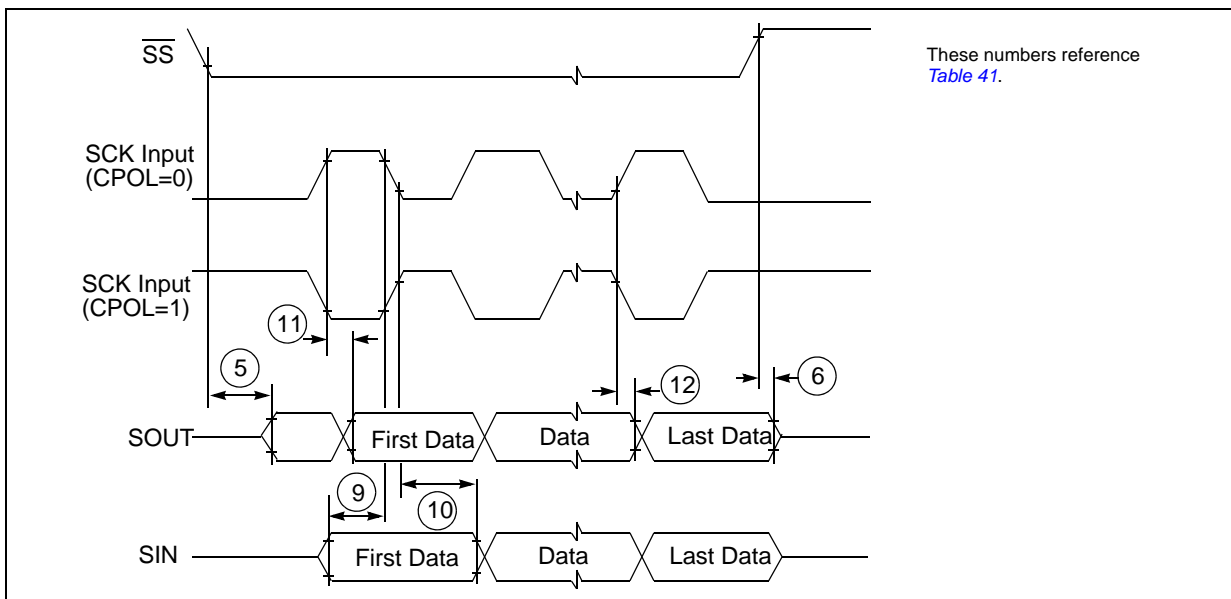 SS
These numbers reference
Table 41.
SCK Input
(CPOL=0)
SCK Input
(CPOL=1)
11
5
12
6
SOUT
First Data
Data
Last Data
9
10
SIN
First Data
Data
Last Data